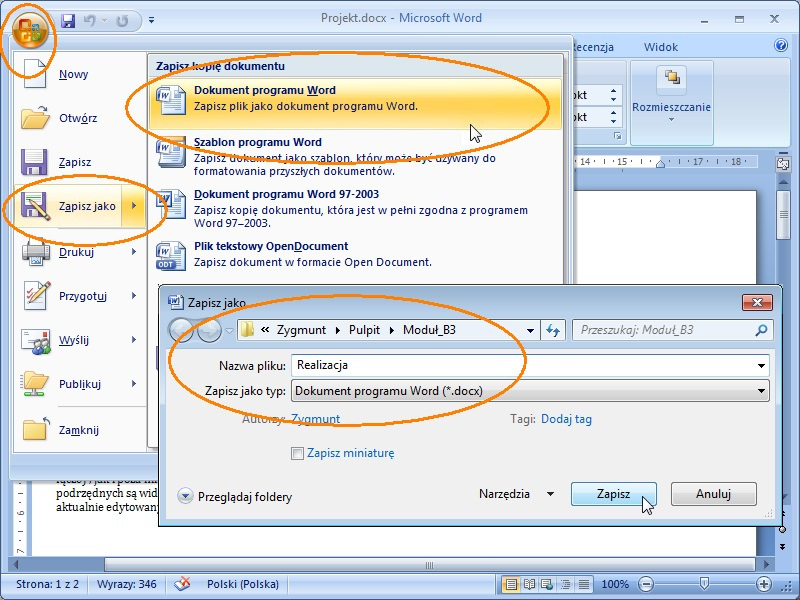 Projekt.docx - Microsoft Word
Recenzja
Widok
Nowy
Otwórz
Zapisz
Zapisz jako
Drukuj
Przygotuj
Wyślij
Publikuj
Zamknij
Zapisz kopię dokumentu
Dokument programu Word
Zapisz plik jako dokument programu Word.
Szablon programu Word
Zapisz dokument jako szablon, który może być używany do
formatowania przyszłych dokumentów.
Dokument programu Word 97-2003
Zapisz kopię dokumentu, która jest w pełni zgodna z programem
Word 97–2003.
Plik tekstowy OpenDocument
Zapisz dokument w formacie Open Document.
ODT
okt
okt
Rozmieszczanie
14 15 17 18
Zapisz jako
« Zygmunt Pulpit Moduł_B3
Przeszukaj: Moduł_B3
Nazwa pliku: Realizacja
Zapisz jako typ: Dokument programu Word (*.docx)
Autorzy: Zygmunt
Tagi: Dodaj tag
Zapisz miniaturę
Przeglądaj foldery
Narzędzia
Zapisz
Anuluj
podrzędnych są wid
aktualnie edytowan
6
7
Strona: 1 z 2
Wyrazy: 346
Polski (Polska)
100%